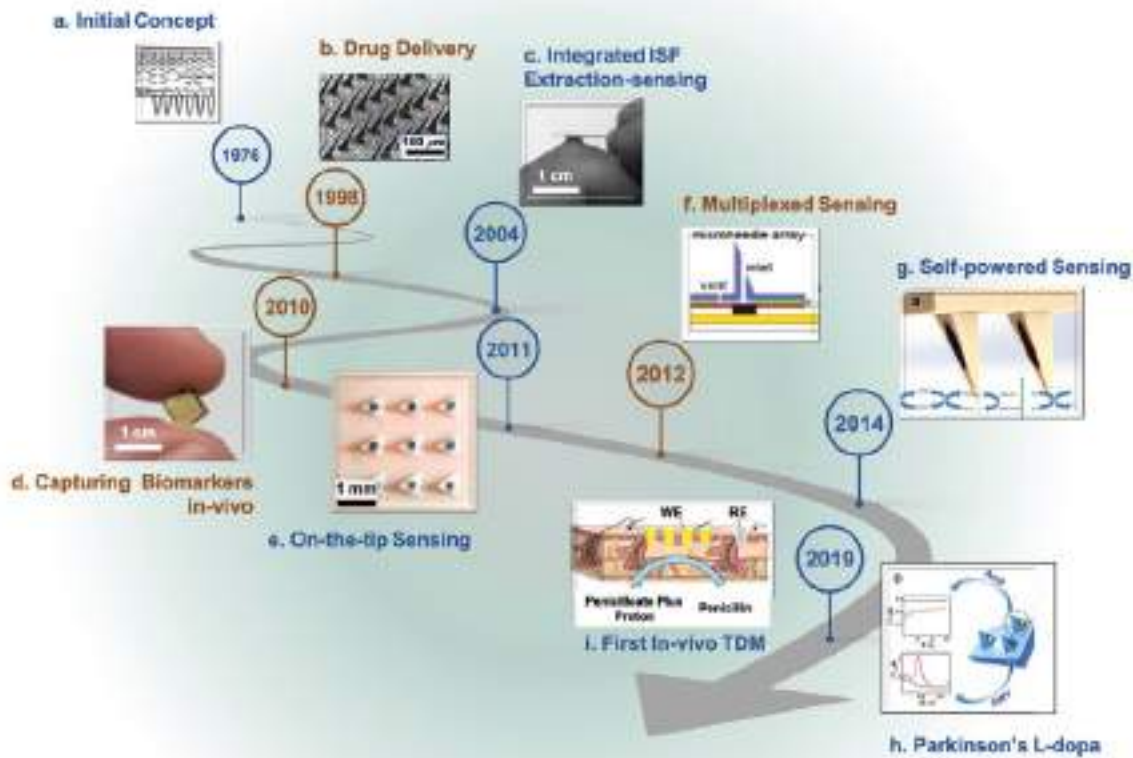 a. Initial Concept
b. Drug Delivery
c. Integrated ISF
Extraction-sensing
100 µm
1 cm
1976
1998
2004
f. Multiplexed Sensing
microneedle array
inlet
g. Self-powered Sensing
2010
2011
2012
2014
1 cm
1 mm
d. Capturing Biomarkers
in-vivo
e. On-the-tip Sensing
WE
RE
2019
Penicilloate Plus
Proton
Penicillin
i. First In-vivo TDM
h. Parkinson's L-dopa